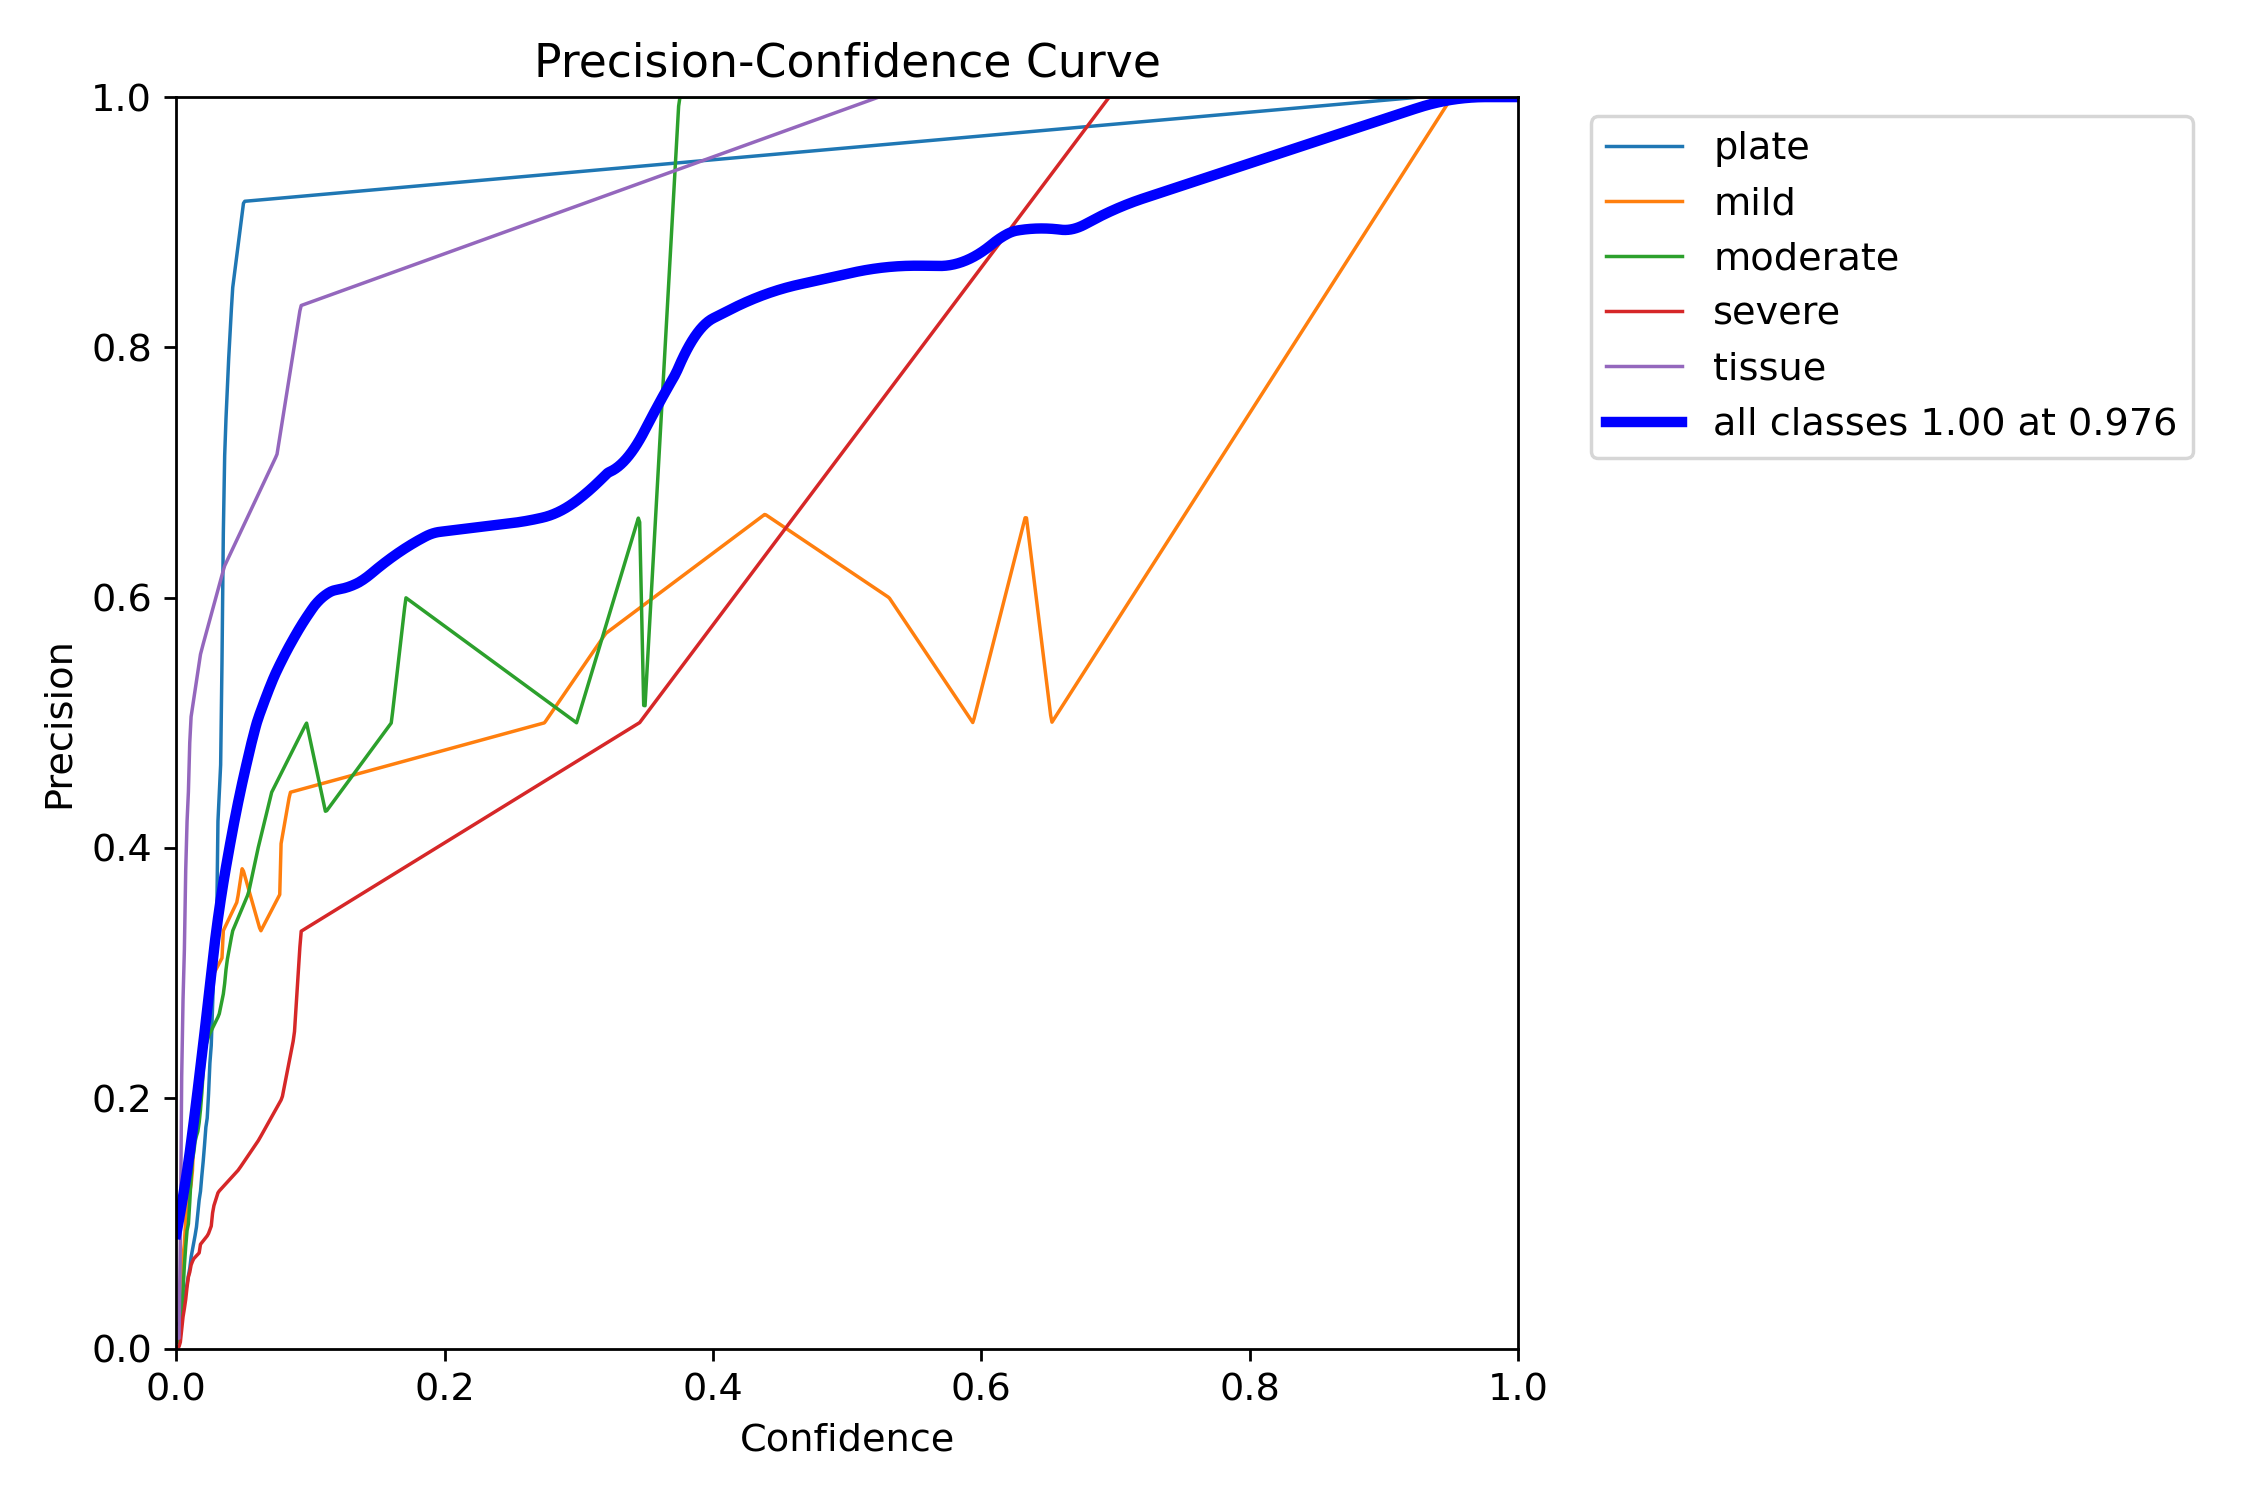 Precision-Confidence Curve
1.0
0.8
0.6
0.4
0.2
0.0
Precision
0.0 0.2 0.4 0.6 0.8 1.0
Confidence
plate
mild
moderate
severe
tissue
all classes 1.00 at 0.976